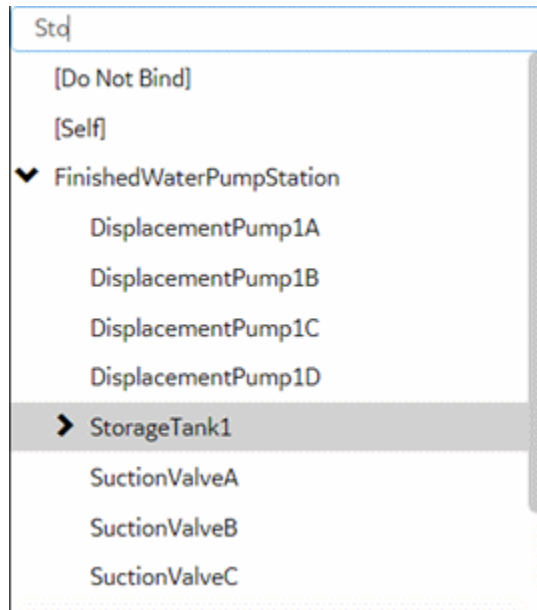 Sto
[Do Not Bind]
[Self]
FinishedWaterPumpStation
DisplacementPump1A
DisplacementPump1B
DisplacementPump1C
DisplacementPump1D
StorageTank1
SuctionValveA
SuctionValveB
SuctionValveC